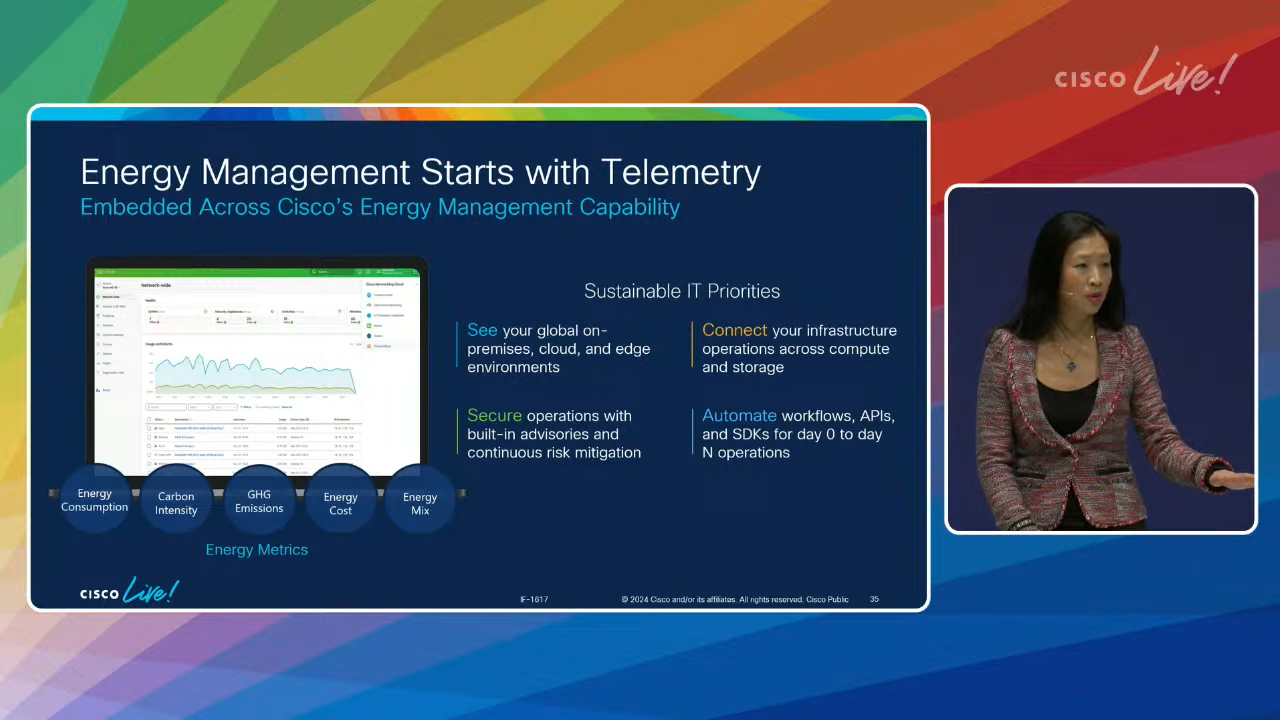 CISCO Live!
Energy Management Starts with Telemetry
Embedded Across Cisco's Energy Management Capability
Network-wide
Sustainable IT Priorities
See your global on-
premises, cloud, and edge
environments
Connect your infrastructure
operations across compute
and storage
Secure operations with
built-in advisories and
continuous risk mitigation
Automate workflows, APIs,
and SDKs for day 0 to day
N operations
Energy
Consumption
Carbon
Intensity
GHG
Emissions
Energy
Cost
Energy
Mix
Energy Metrics
CISCO Live!
IF-1617
© 2024 Cisco and/or its affiliates. All rights reserved. Cisco Public
35